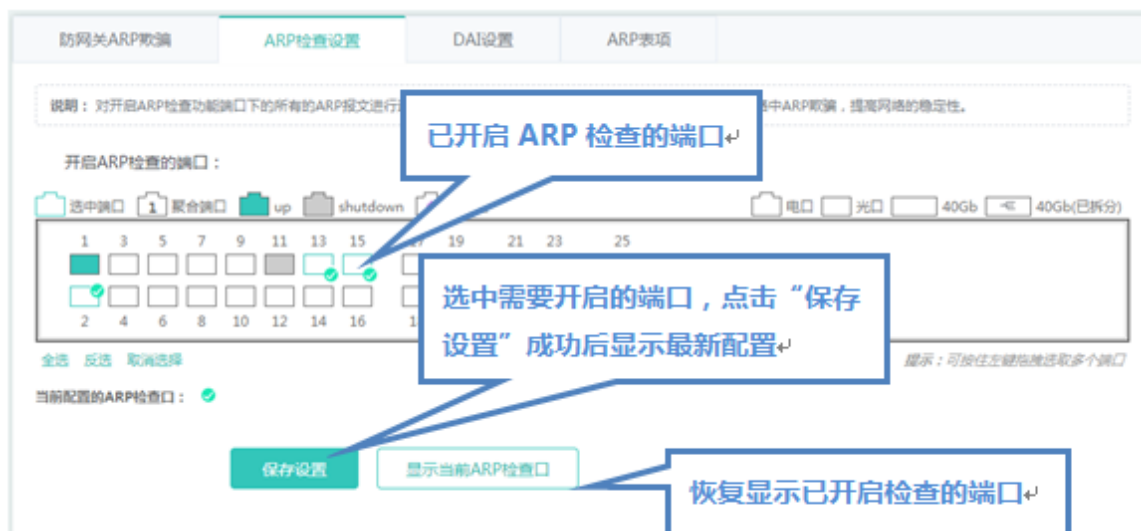 防网关ARP欺骗 ARP检查设置 DAI设置 ARP表项
说明：对开启ARP检查功能端口下的所有的ARP报文进行 中ARP欺骗，提高网络的稳定性。
已开启 ARP 检查的端口
开启ARP检查的端口：
选中端口 1 聚合端口 up shutdown 电口 光口 40Gb 40Gb(已拆分)
1 3 5 7 9 11 13 15 17 19 21 23 25
选中需要开启的端口，点击“保存
设置”成功后显示最新配置
2 4 6 8 10 12 14 16
全选 反选 取消选择 提示：可按住左键拖拽选取多个端口
当前配置的ARP检查口：
保存设置 显示当前ARP检查口
恢复显示已开启检查的端口